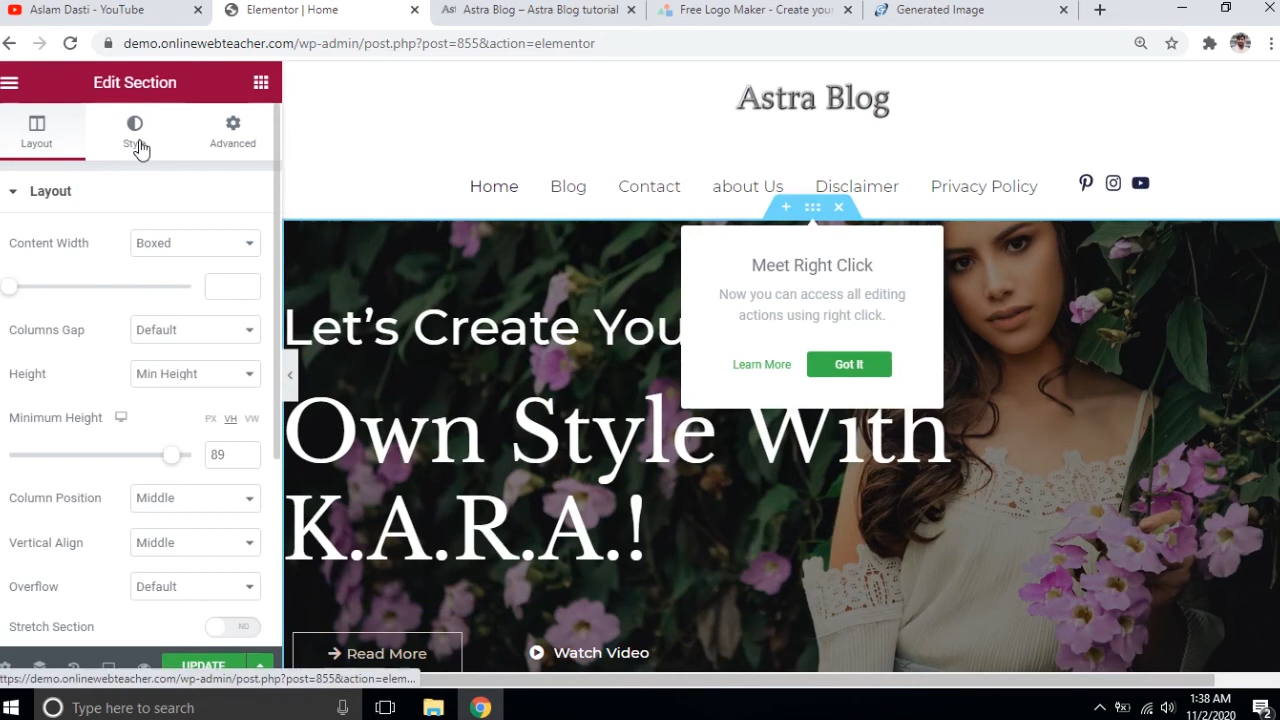 Aslam Dasti - YouTube
Elementor | Home
Astra Blog – Astra Blog tutorial
Free Logo Maker - Create your
Generated Image
demo.onlinewebteacher.com/wp-admin/post.php?post=855&action=elementor
Edit Section
Layout
Style
Advanced
Layout
Content Width
Boxed
Columns Gap
Default
Height
Min Height
Minimum Height
PX VH VW
89
Column Position
Middle
Vertical Align
Middle
Overflow
Default
Stretch Section
NO
UPDATE
ttps://demo.onlinewebteacher.com/wp-admin/post.php?post=855&action=elem...
Astra Blog
Home Blog Contact about Us Disclaimer Privacy Policy
Meet Right Click
Now you can access all editing
actions using right click.
Learn More
Got It
Let’s Create You
Own Style With
K.A.R.A.!
Read More
Watch Video
Type here to search
1:38 AM
11/2/2020
2